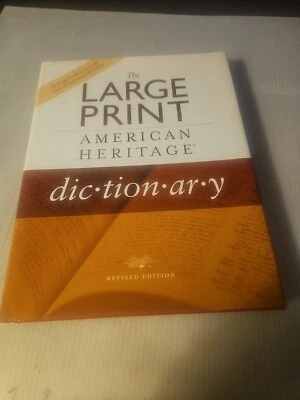 The
LARGE
PRINT
AMERICAN
HERITAGE®
dic·tion·ar·y
REVISED EDITION